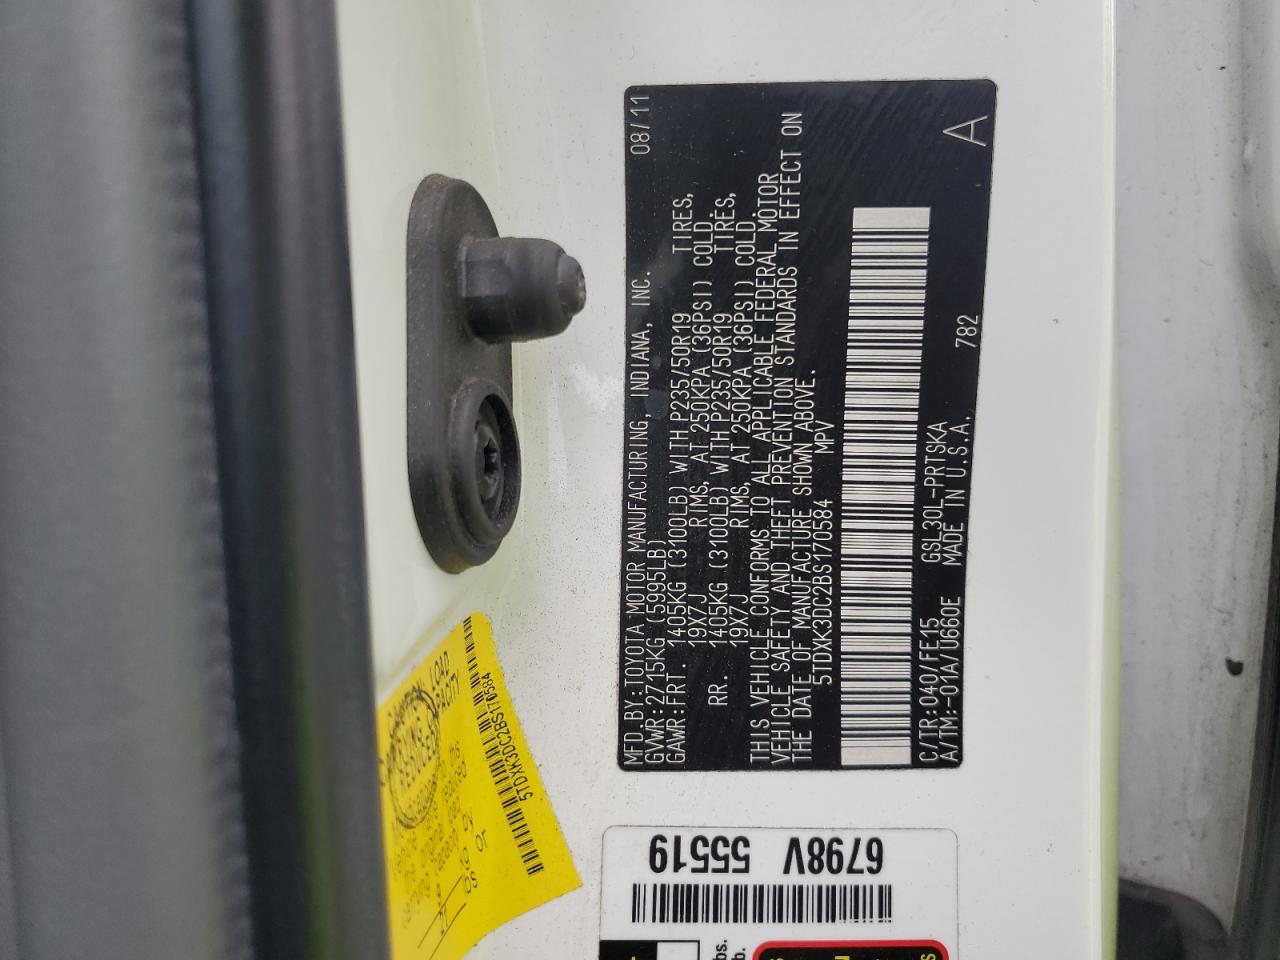 MFD.BY:TOYOTA MOTOR MANUFACTURING, INDIANA, INC. 08/11
GVWR:2715KG (5995LB)
GAWR:FRT. 1405KG (3100LB) WITH P235/50R19 TIRES,
19X7J RIMS, AT 250KPA (36PSI) COLD.
RR. 1405KG (3100LB) WITH P235/50R19 TIRES,
19X7J RIMS, AT 250KPA (36PSI) COLD.
THIS VEHICLE CONFORMS TO ALL APPLICABLE FEDERAL MOTOR
VEHICLE SAFETY AND THEFT PREVENTION STANDARDS IN EFFECT ON
THE DATE OF MANUFACTURE SHOWN ABOVE.
5TDXK3DC2BS170584 MPV
C/TR:040/FE15 GSL30L-PRTSKA 782 A
A/TM:-01A/U660E MADE IN U.S.A.
LOAD
5TDXK3DC2BS170584
6798V 55519